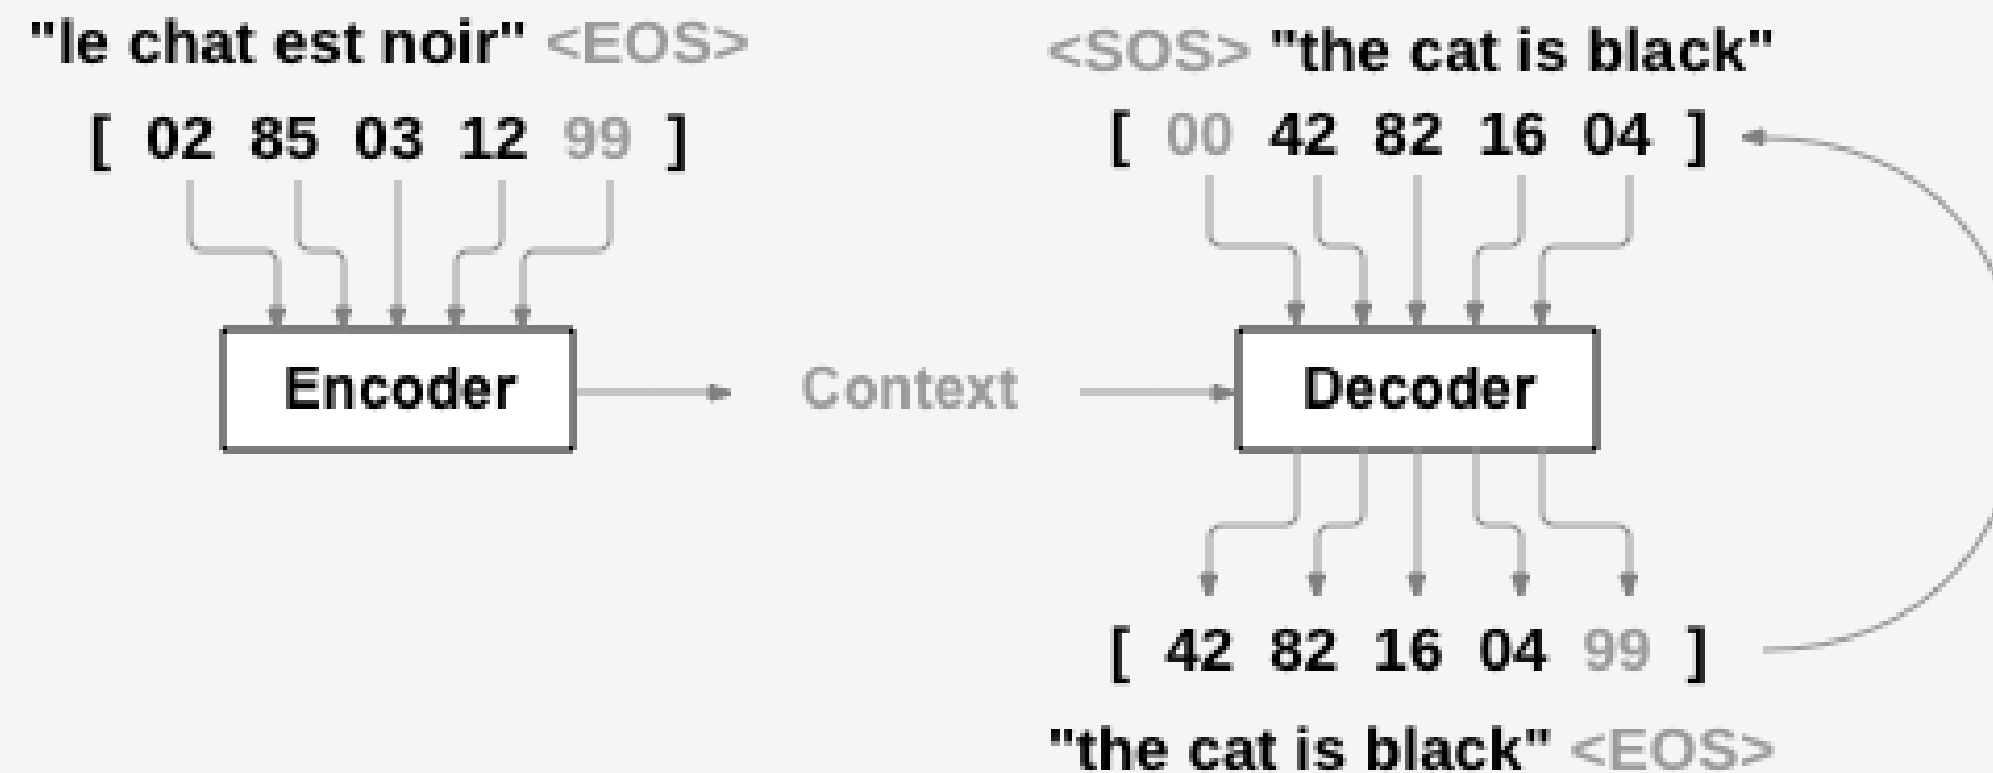 "le chat est noir" <EOS>
[ 02 85 03 12 99 ]
Encoder
Context
<SOS> "the cat is black"
[ 00 42 82 16 04 ]
Decoder
[ 42 82 16 04 99 ]
"the cat is black" <EOS>